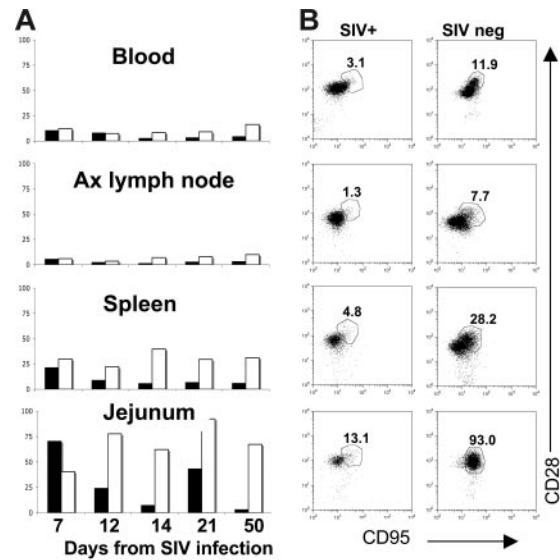 A
Blood
100
75
50
25
0
Ax lymph node
100
75
50
25
0
Spleen
100
75
50
25
0
Jejunum
100
75
50
25
0
7 12 14 21 50
Days from SIV infection
B
SIV+ SIV neg
3.1 11.9
1.3 7.7
4.8 28.2
13.1 93.0
CD95
CD28